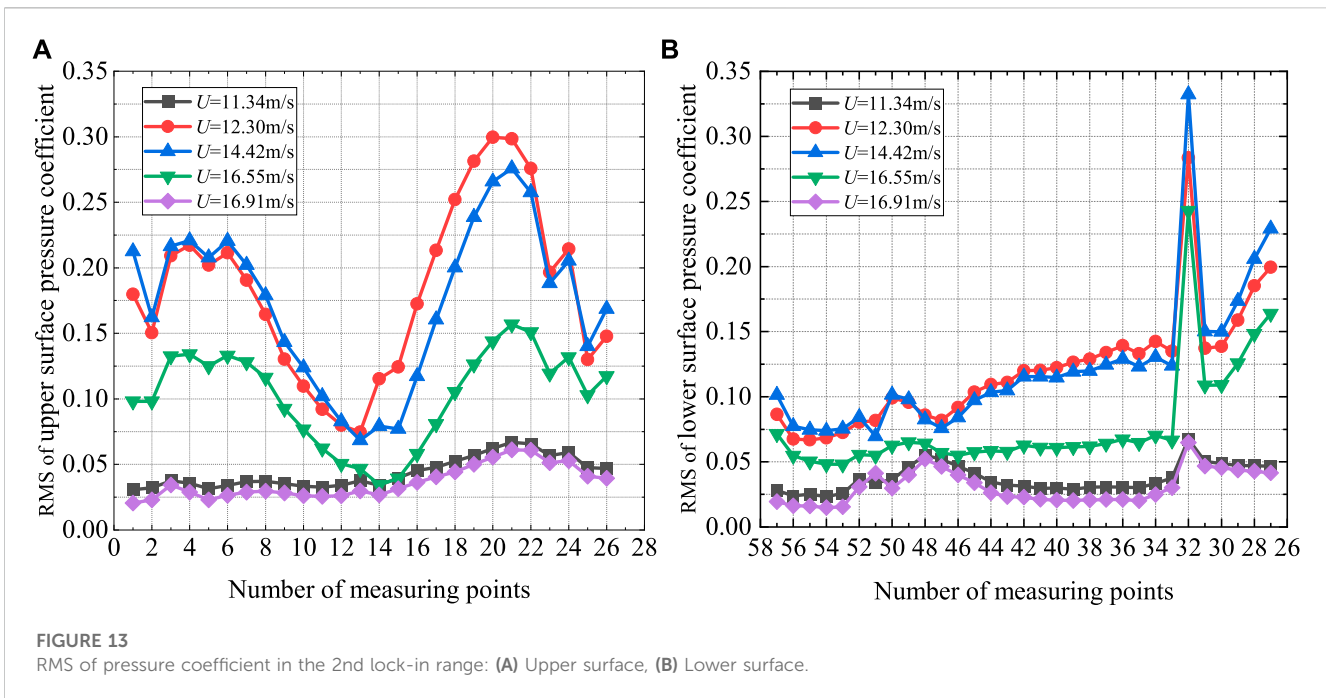 A
B
RMS of upper surface pressure coefficient
0.35
0.30
0.25
0.20
0.15
0.10
0.05
0.00
U=11.34m/s
U=12.30m/s
U=14.42m/s
U=16.55m/s
U=16.91m/s
0 2 4 6 8 10 12 14 16 18 20 22 24 26 28
Number of measuring points
RMS of lower surface pressure coefficient
0.35
0.30
0.25
0.20
0.15
0.10
0.05
0.00
U=11.34m/s
U=12.30m/s
U=14.42m/s
U=16.55m/s
U=16.91m/s
58 56 54 52 50 48 46 44 42 40 38 36 34 32 30 28 26
Number of measuring points
FIGURE 13
RMS of pressure coefficient in the 2nd lock-in range: (A) Upper surface, (B) Lower surface.